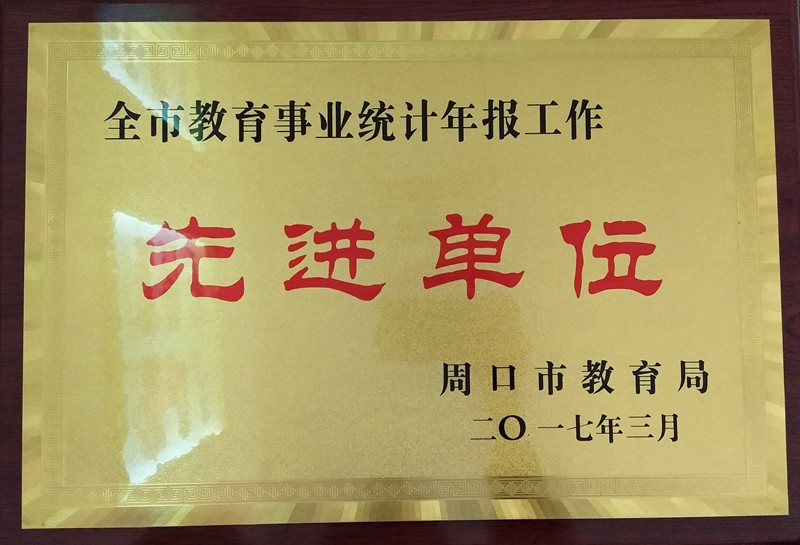 全市教育事业统计年报工作
先进单位
周口市教育局
二〇一七年三月